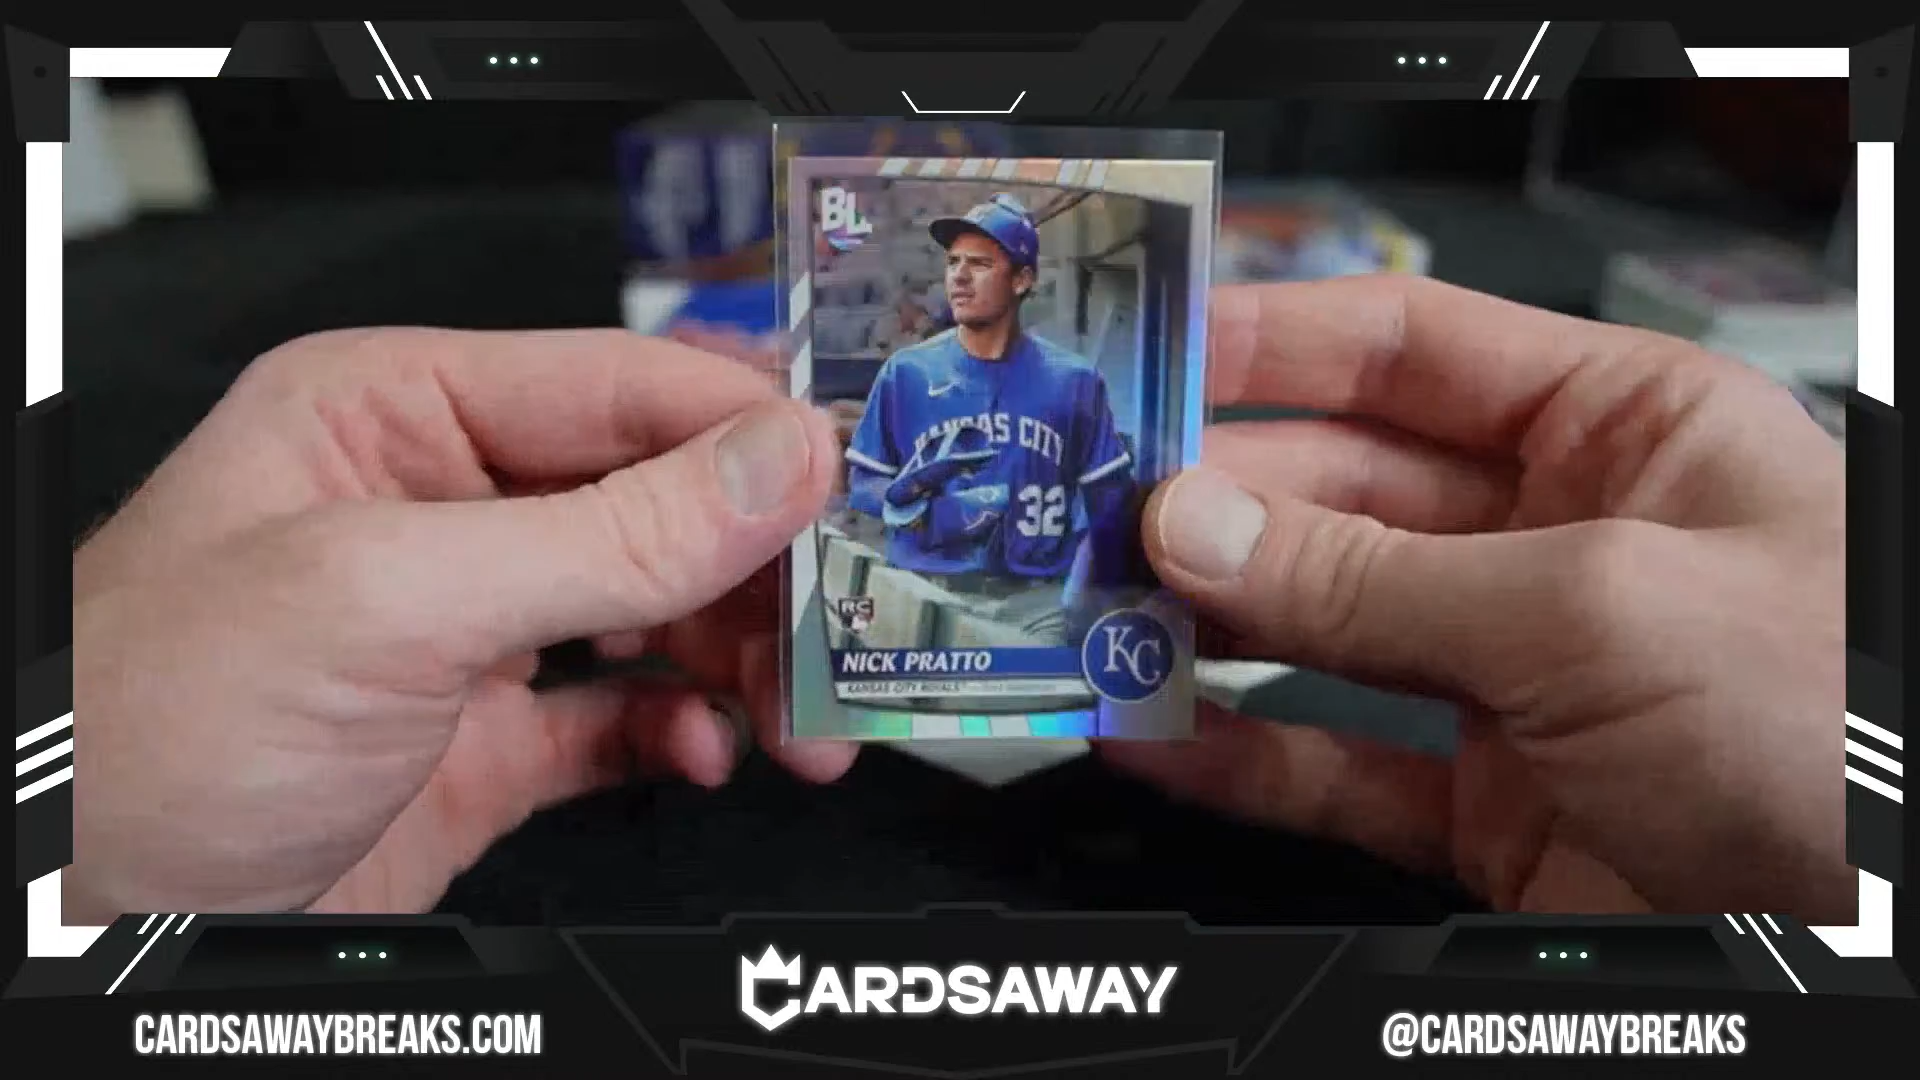 BL
KANSAS CITY
32
RC
NICK PRATTO
KANSAS CITY ROYALS
KC
CARDSAWAY
CARDSAWAYBREAKS.COM
@CARDSAWAYBREAKS